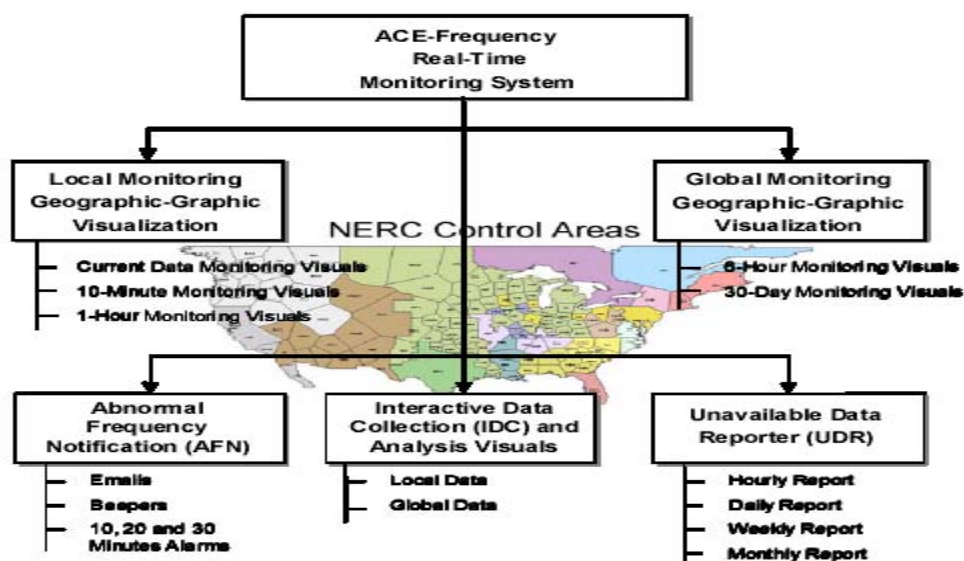 ACE-Frequency
Real-Time
Monitoring System
Local Monitoring
Geographic-Graphic
Visualization
Global Monitoring
Geographic-Graphic
Visualization
NERC Control Areas
Current Data Monitoring Visuals
10-Minute Monitoring Visuals
1-Hour Monitoring Visuals
6-Hour Monitoring Visuals
30-Day Monitoring Visuals
Abnormal
Frequency
Notification (AFN)
Interactive Data
Collection (IDC) and
Analysis Visuals
Unavailable Data
Reporter (UDR)
Emails
Beepers
10, 20 and 30
Minutes Alarms
Local Data
Global Data
Hourly Report
Daily Report
Weekly Report
Monthly Report